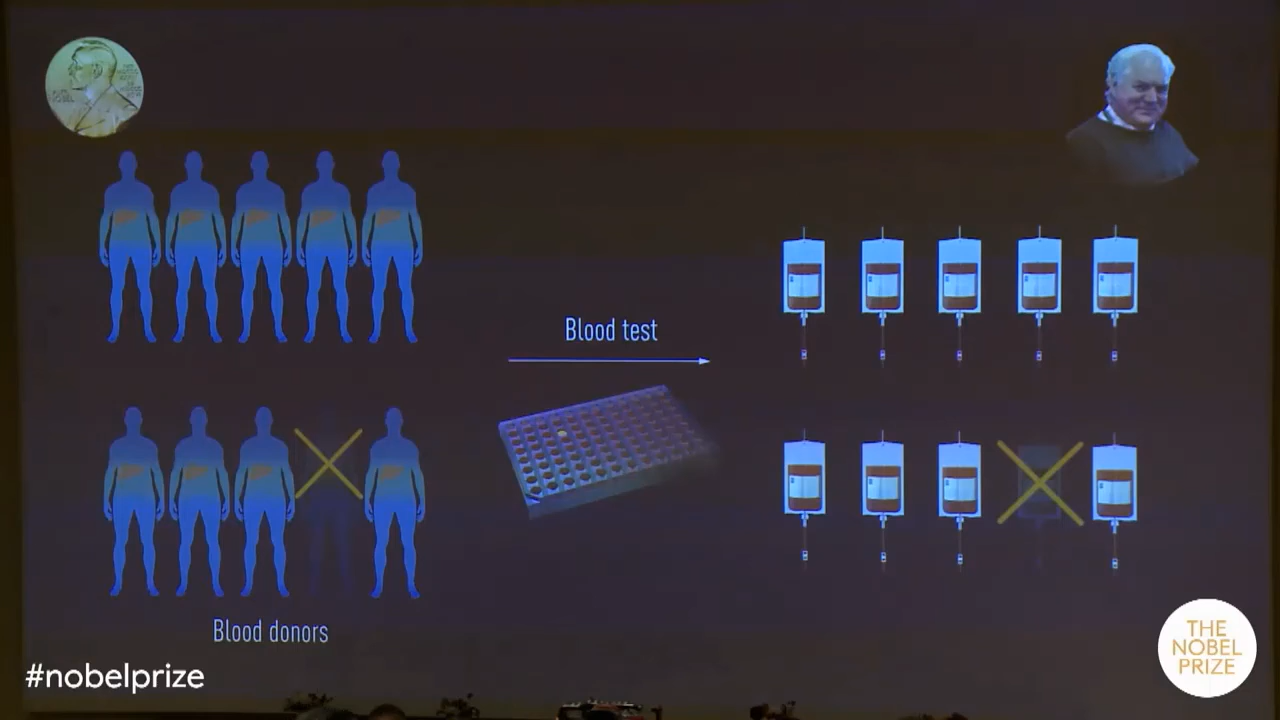 Blood test
Blood donors
#nobelprize
THE
NOBEL
PRIZE